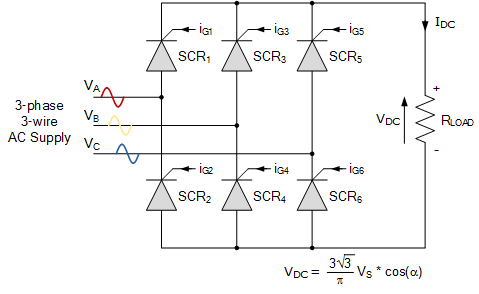 iG1
iG3
iG5
IDC
SCR1
SCR3
SCR5
VA
+
3-phase
3-wire
AC Supply
VB
VDC
RLOAD
VC
-
iG2
iG4
iG6
SCR2
SCR4
SCR6
VDC = 3√3/π VS * cos(α)